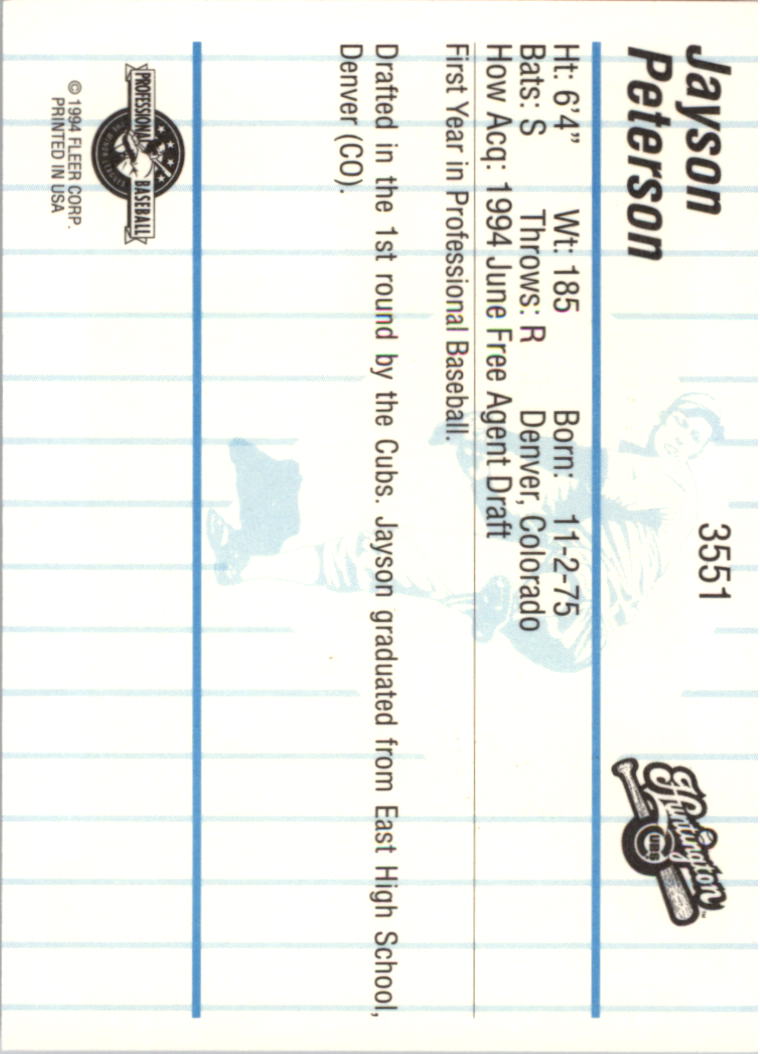 Jayson
Peterson
3551
Huntington
CUBS
Ht: 6'4” Wt: 185 Born: 11-2-75
Bats: S Throws: R Denver, Colorado
How Acq: 1994 June Free Agent Draft
First Year in Professional Baseball.
Drafted in the 1st round by the Cubs. Jayson graduated from East High School,
Denver (CO).
PROFESSIONAL BASEBALL
© 1994 FLEER CORP.
PRINTED IN USA